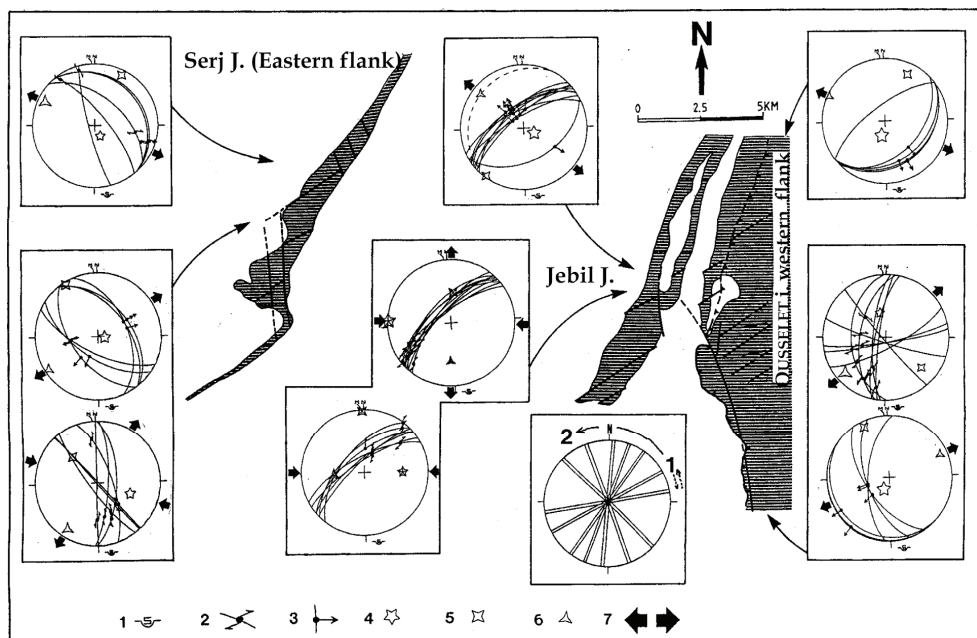 Serj J. (Eastern flank)
N
0 2.5 5KM
Jebil J.
OUSSELET j. western flank
N
2
1
1 2 3 4 5 6 7